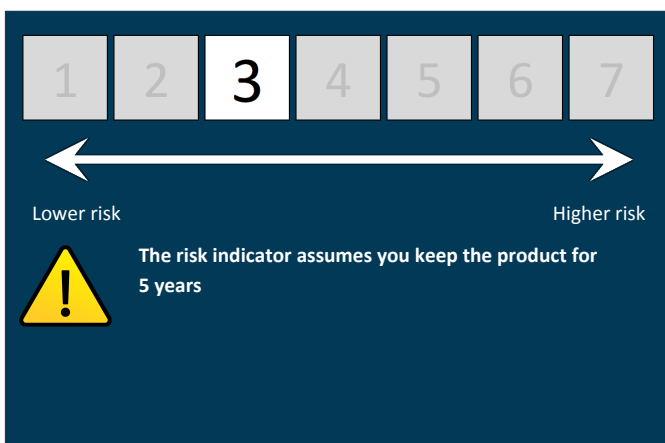 1 2 3 4 5 6 7
Lower risk Higher risk
The risk indicator assumes you keep the product for
5 years